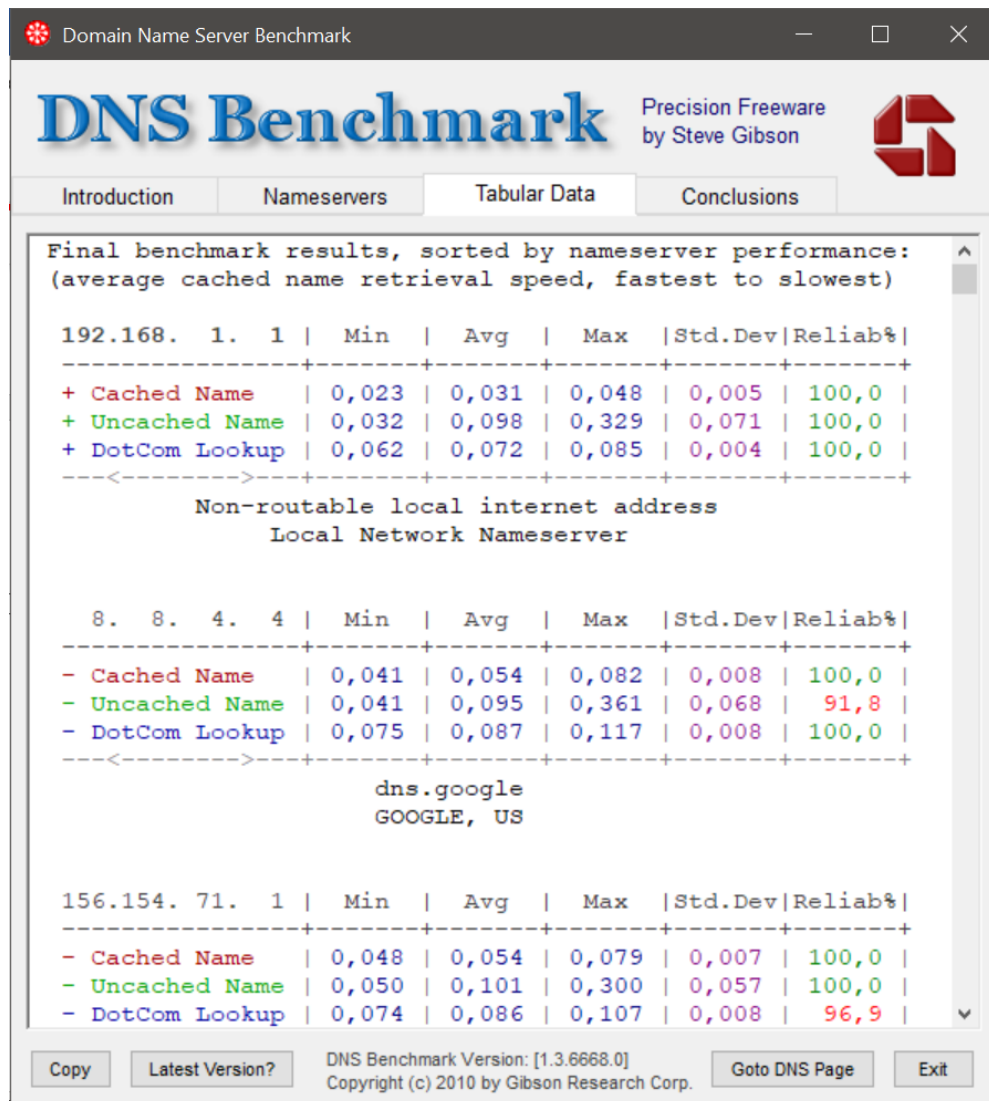 Domain Name Server Benchmark
DNS Benchmark
Precision Freeware
by Steve Gibson
Introduction
Nameservers
Tabular Data
Conclusions
Final benchmark results, sorted by nameserver performance:
(average cached name retrieval speed, fastest to slowest)
192.168.  1.  1 |  Min  |  Avg  |  Max  |Std.Dev|Reliab%|
----------------+-------+-------+-------+-------+-------+
+ Cached Name   | 0,023 | 0,031 | 0,048 | 0,005 | 100,0 |
+ Uncached Name | 0,032 | 0,098 | 0,329 | 0,071 | 100,0 |
+ DotCom Lookup | 0,062 | 0,072 | 0,085 | 0,004 | 100,0 |
---<-------->---+-------+-------+-------+-------+-------+
Non-routable local internet address
Local Network Nameserver
8.  8.  4.  4 |  Min  |  Avg  |  Max  |Std.Dev|Reliab%|
----------------+-------+-------+-------+-------+-------+
- Cached Name   | 0,041 | 0,054 | 0,082 | 0,008 | 100,0 |
- Uncached Name | 0,041 | 0,095 | 0,361 | 0,068 |  91,8 |
- DotCom Lookup | 0,075 | 0,087 | 0,117 | 0,008 | 100,0 |
---<-------->---+-------+-------+-------+-------+-------+
dns.google
GOOGLE, US
156.154. 71.  1 |  Min  |  Avg  |  Max  |Std.Dev|Reliab%|
----------------+-------+-------+-------+-------+-------+
- Cached Name   | 0,048 | 0,054 | 0,079 | 0,007 | 100,0 |
- Uncached Name | 0,050 | 0,101 | 0,300 | 0,057 | 100,0 |
- DotCom Lookup | 0,074 | 0,086 | 0,107 | 0,008 |  96,9 |
Copy
Latest Version?
DNS Benchmark Version: [1.3.6668.0]
Copyright (c) 2010 by Gibson Research Corp.
Goto DNS Page
Exit